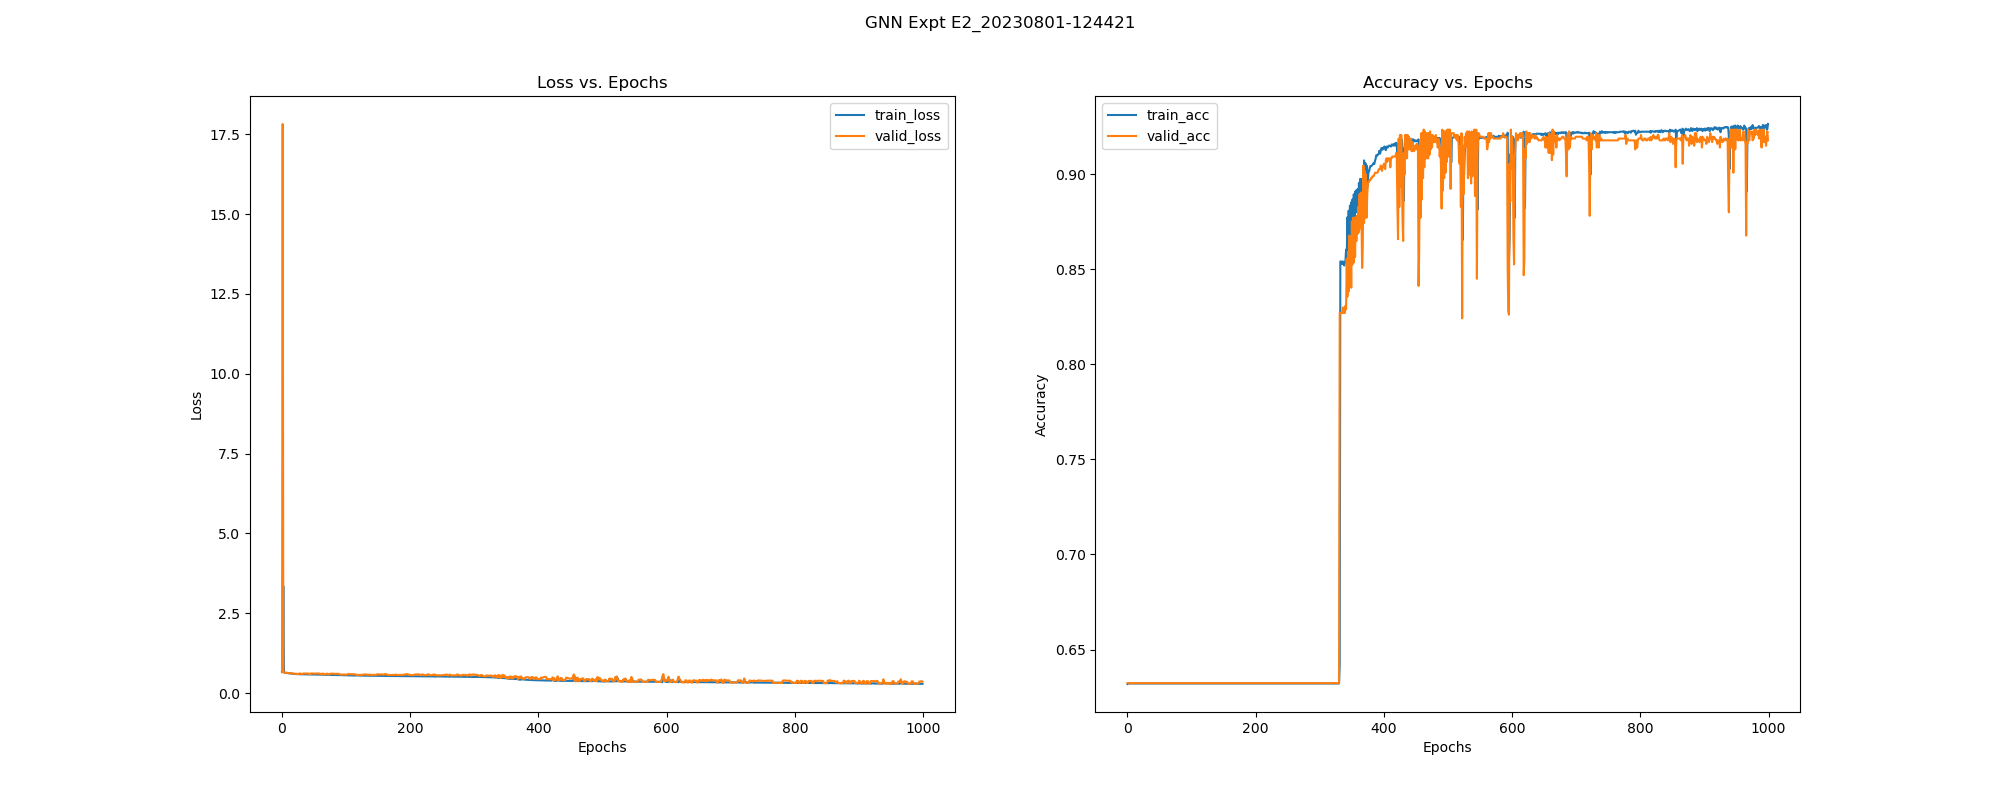 GNN Expt E2_20230801-124421
Loss vs. Epochs
train_loss
valid_loss
17.5
15.0
12.5
10.0
7.5
5.0
2.5
0.0
Loss
0 200 400 600 800 1000
Epochs
Accuracy vs. Epochs
train_acc
valid_acc
0.90
0.85
0.80
0.75
0.70
0.65
Accuracy
0 200 400 600 800 1000
Epochs